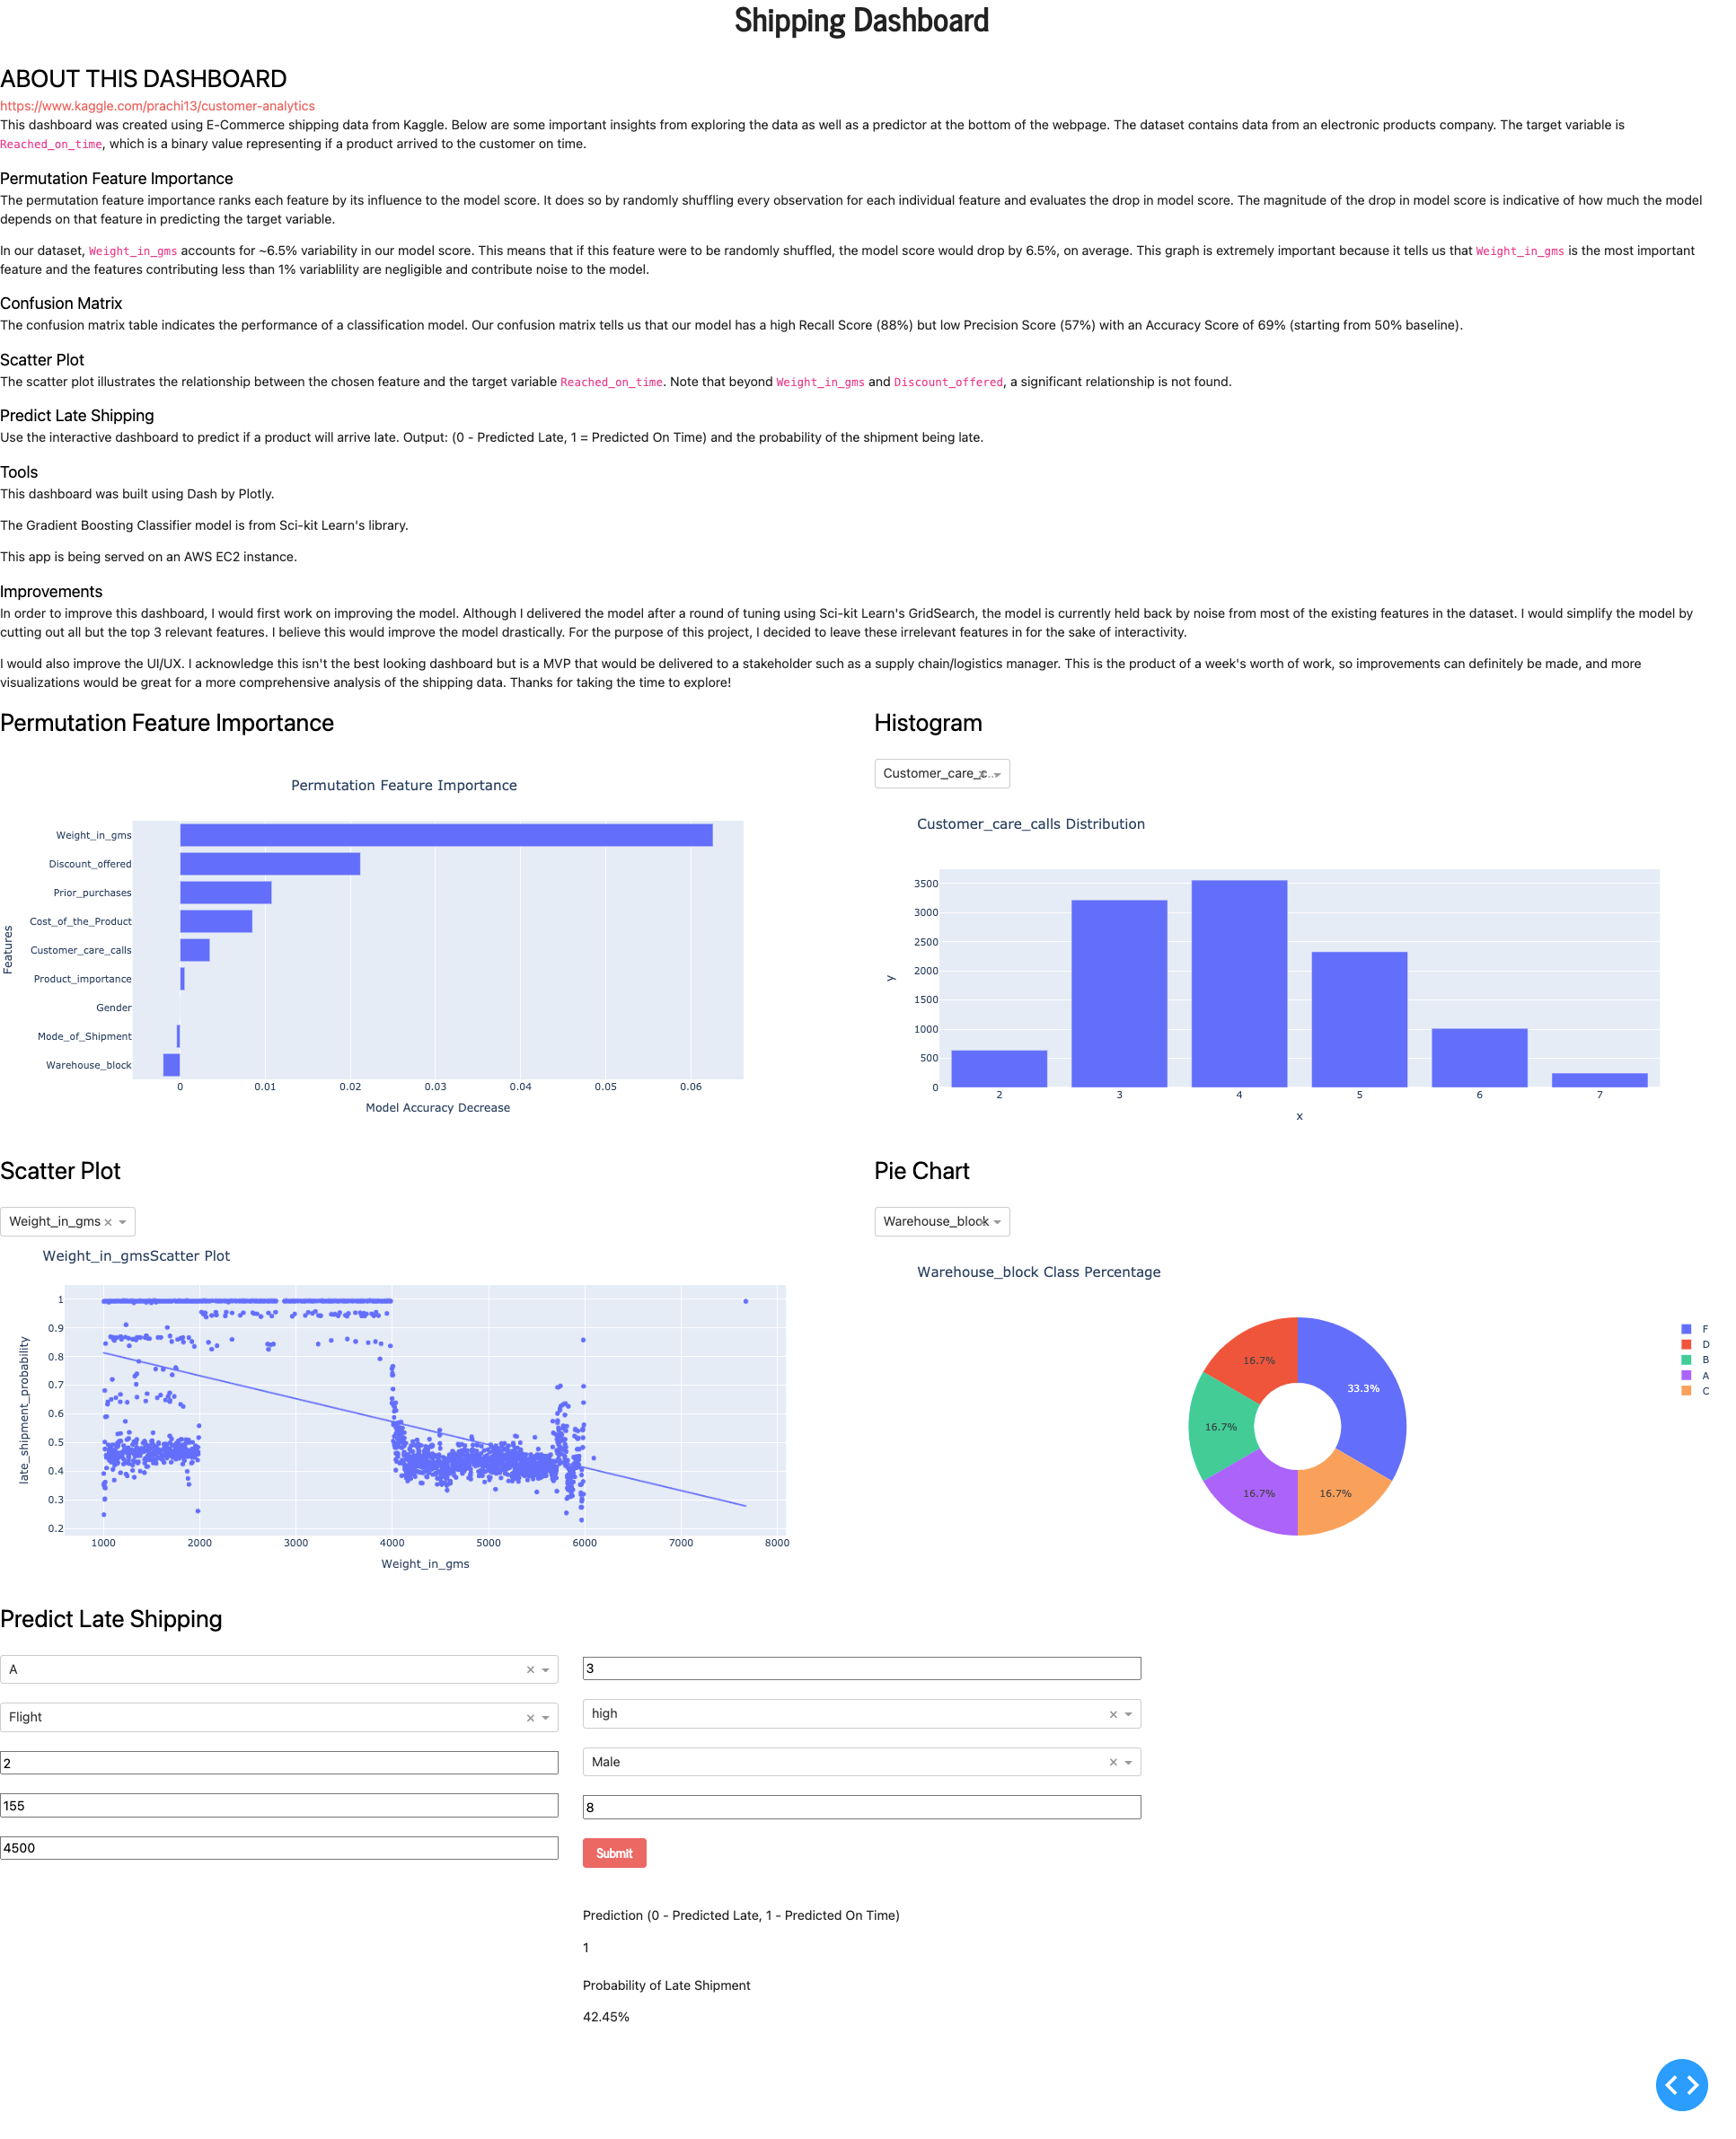 Shipping Dashboard
ABOUT THIS DASHBOARD
https://www.kaggle.com/prachi13/customer-analytics
This dashboard was created using E-Commerce shipping data from Kaggle. Below are some important insights from exploring the data as well as a predictor at the bottom of the webpage. The dataset contains data from an electronic products company. The target variable is
Reached_on_time, which is a binary value representing if a product arrived to the customer on time.
Permutation Feature Importance
The permutation feature importance ranks each feature by its influence to the model score. It does so by randomly shuffling every observation for each individual feature and evaluates the drop in model score. The magnitude of the drop in model score is indicative of how much the model
depends on that feature in predicting the target variable.
In our dataset, Weight_in_gms accounts for ~6.5% variability in our model score. This means that if this feature were to be randomly shuffled, the model score would drop by 6.5%, on average. This graph is extremely important because it tells us that Weight_in_gms is the most important
feature and the features contributing less than 1% variablility are negligible and contribute noise to the model.
Confusion Matrix
The confusion matrix table indicates the performance of a classification model. Our confusion matrix tells us that our model has a high Recall Score (88%) but low Precision Score (57%) with an Accuracy Score of 69% (starting from 50% baseline).
Scatter Plot
The scatter plot illustrates the relationship between the chosen feature and the target variable Reached_on_time. Note that beyond Weight_in_gms and Discount_offered, a significant relationship is not found.
Predict Late Shipping
Use the interactive dashboard to predict if a product will arrive late. Output: (0 - Predicted Late, 1 = Predicted On Time) and the probability of the shipment being late.
Tools
This dashboard was built using Dash by Plotly.
The Gradient Boosting Classifier model is from Sci-kit Learn's library.
This app is being served on an AWS EC2 instance.
Improvements
In order to improve this dashboard, I would first work on improving the model. Although I delivered the model after a round of tuning using Sci-kit Learn's GridSearch, the model is currently held back by noise from most of the existing features in the dataset. I would simplify the model by
cutting out all but the top 3 relevant features. I believe this would improve the model drastically. For the purpose of this project, I decided to leave these irrelevant features in for the sake of interactivity.
I would also improve the UI/UX. I acknowledge this isn't the best looking dashboard but is a MVP that would be delivered to a stakeholder such as a supply chain/logistics manager. This is the product of a week's worth of work, so improvements can definitely be made, and more
visualizations would be great for a more comprehensive analysis of the shipping data. Thanks for taking the time to explore!
Permutation Feature Importance
Permutation Feature Importance
Features
Weight_in_gms
Discount_offered
Prior_purchases
Cost_of_the_Product
Customer_care_calls
Product_importance
Gender
Mode_of_Shipment
Warehouse_block
0 0.01 0.02 0.03 0.04 0.05 0.06
Model Accuracy Decrease
Histogram
Customer_care_c...
Customer_care_calls Distribution
y
3500
3000
2500
2000
1500
1000
500
0
2 3 4 5 6 7
x
Scatter Plot
Weight_in_gms ×
Weight_in_gmsScatter Plot
late_shipment_probability
1
0.9
0.8
0.7
0.6
0.5
0.4
0.3
0.2
1000 2000 3000 4000 5000 6000 7000 8000
Weight_in_gms
Pie Chart
Warehouse_block
Warehouse_block Class Percentage
16.7%
33.3%
16.7%
16.7%
16.7%
F
D
B
A
C
Predict Late Shipping
A ×
Flight ×
2
155
4500
3
high ×
Male ×
8
Submit
Prediction (0 - Predicted Late, 1 - Predicted On Time)
1
Probability of Late Shipment
42.45%